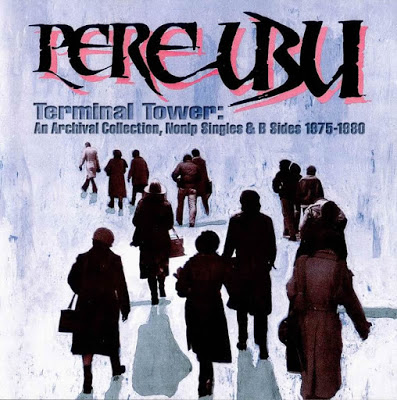 PERE UBU
Terminal Tower:
An Archival Collection, Nonlp Singles & B Sides 1975-1980